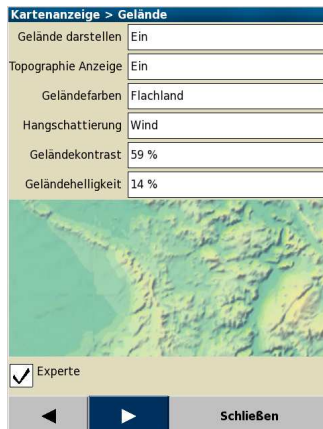 Kartenanzeige > Gelände
Gelände darstellen Ein
Topographie Anzeige Ein
Geländefarben Flachland
Hangschattierung Wind
Geländekontrast 59 %
Geländehelligkeit 14 %
Experte
Schließen